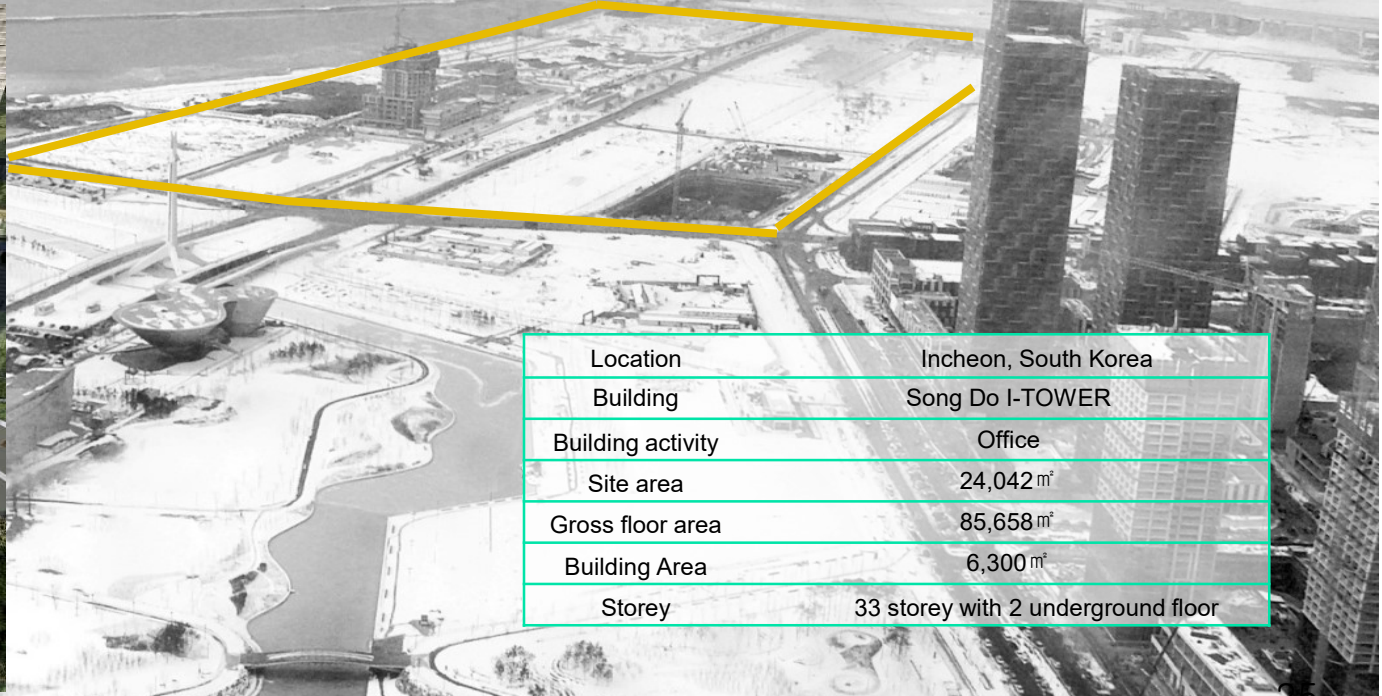 Location Incheon, South Korea
Building Song Do I-TOWER
Building activity Office
Site area 24,042㎡
Gross floor area 85,658㎡
Building Area 6,300㎡
Storey 33 storey with 2 underground floor